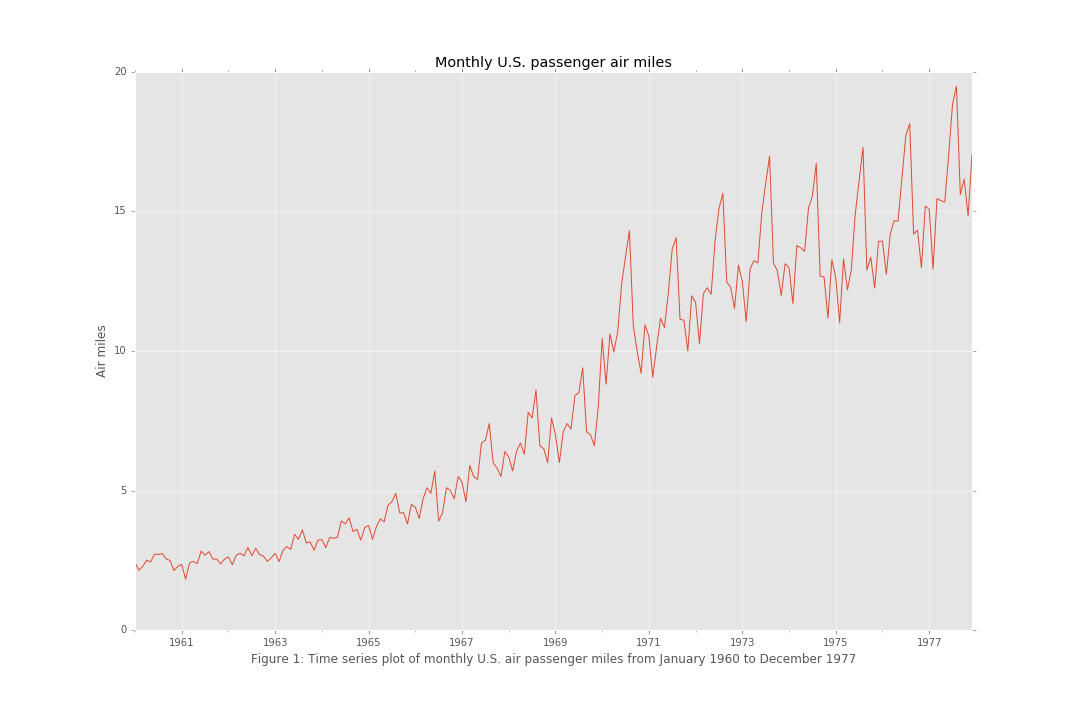 Monthly U.S. passenger air miles
20
15
10
5
0
Air miles
1961 1963 1965 1967 1969 1971 1973 1975 1977
Figure 1: Time series plot of monthly U.S. air passenger miles from January 1960 to December 1977